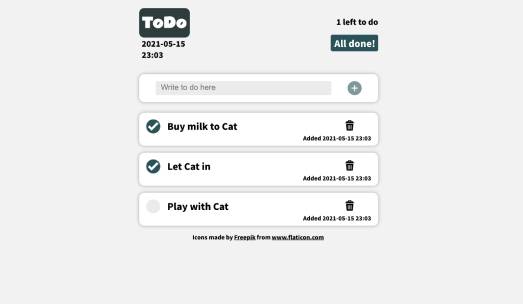 ToDo
1 left to do
2021-05-15
23:03
All done!
Write to do here
Buy milk to Cat
Added 2021-05-15 23:03
Let Cat in
Added 2021-05-15 23:03
Play with Cat
Added 2021-05-15 23:03
Icons made by Freepik from www.flaticon.com